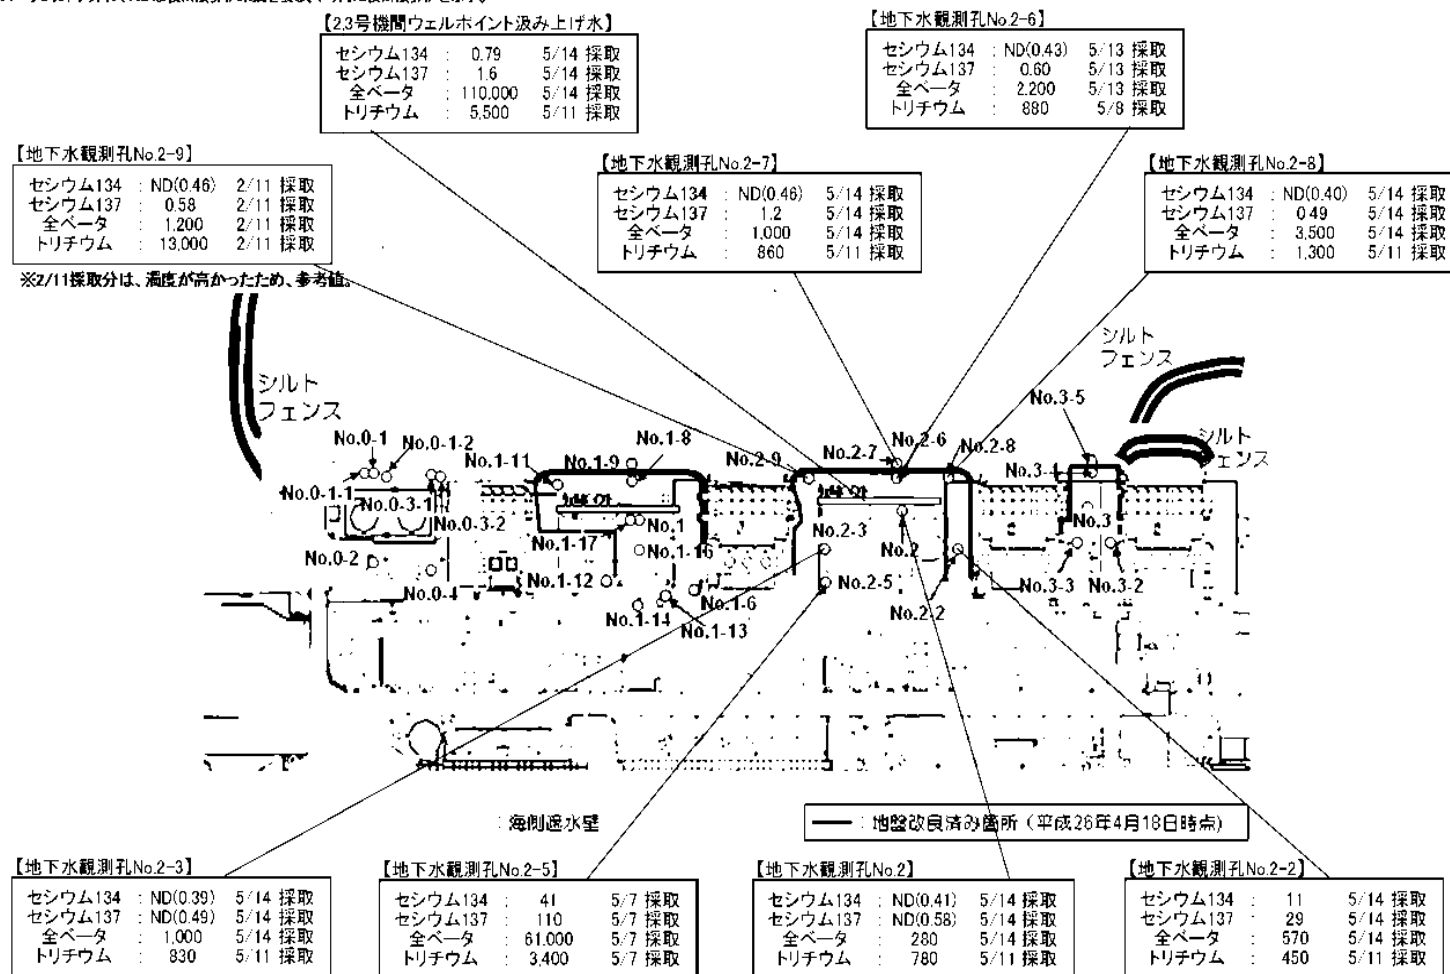 【2,3号機間ウェルポイント汲み上げ水】
セシウム134 : 0.79 5/14 採取
セシウム137 : 1.6 5/14 採取
全ベータ : 110,000 5/14 採取
トリチウム : 5,500 5/11 採取
【地下水観測孔No.2-6】
セシウム134 : ND(0.43) 5/13 採取
セシウム137 : 0.60 5/13 採取
全ベータ : 2,200 5/13 採取
トリチウム : 880 5/8 採取
【地下水観測孔No.2-9】
セシウム134 : ND(0.46) 2/11 採取
セシウム137 : 0.58 2/11 採取
全ベータ : 1,200 2/11 採取
トリチウム : 13,000 2/11 採取
※2/11採取分は、濁度が高かったため、参考値。
【地下水観測孔No.2-7】
セシウム134 : ND(0.46) 5/14 採取
セシウム137 : 1.2 5/14 採取
全ベータ : 1,000 5/14 採取
トリチウム : 860 5/11 採取
【地下水観測孔No.2-8】
セシウム134 : ND(0.40) 5/14 採取
セシウム137 : 0.49 5/14 採取
全ベータ : 3,500 5/14 採取
トリチウム : 1,300 5/11 採取
シルト
フェンス
シルト
フェンス
シルト
フェンス
No.3-5
No.0-1
No.0-1-2
No.1-11
No.1-9
No.1-8
No.2-9
No.2-7
No.2-6
No.2-8
No.3-4
No.0-1-1
No.0-3-1
No.0-3-2
No.1
No.1-17
No.1-16
No.2-3
No.2
No.3
No.0-2
No.0-4
No.1-12
No.1-6
No.1-14
No.1-13
No.2-5
No.2-2
No.3-3
No.3-2
: 海側遮水壁
: 地盤改良済み箇所(平成26年4月18日時点)
【地下水観測孔No.2-3】
セシウム134 : ND(0.39) 5/14 採取
セシウム137 : ND(0.49) 5/14 採取
全ベータ : 1,000 5/14 採取
トリチウム : 830 5/11 採取
【地下水観測孔No.2-5】
セシウム134 : 41 5/7 採取
セシウム137 : 110 5/7 採取
全ベータ : 61,000 5/7 採取
トリチウム : 3,400 5/7 採取
【地下水観測孔No.2】
セシウム134 : ND(0.41) 5/14 採取
セシウム137 : ND(0.58) 5/14 採取
全ベータ : 280 5/14 採取
トリチウム : 780 5/11 採取
【地下水観測孔No.2-2】
セシウム134 : 11 5/14 採取
セシウム137 : 29 5/14 採取
全ベータ : 570 5/14 採取
トリチウム : 450 5/11 採取